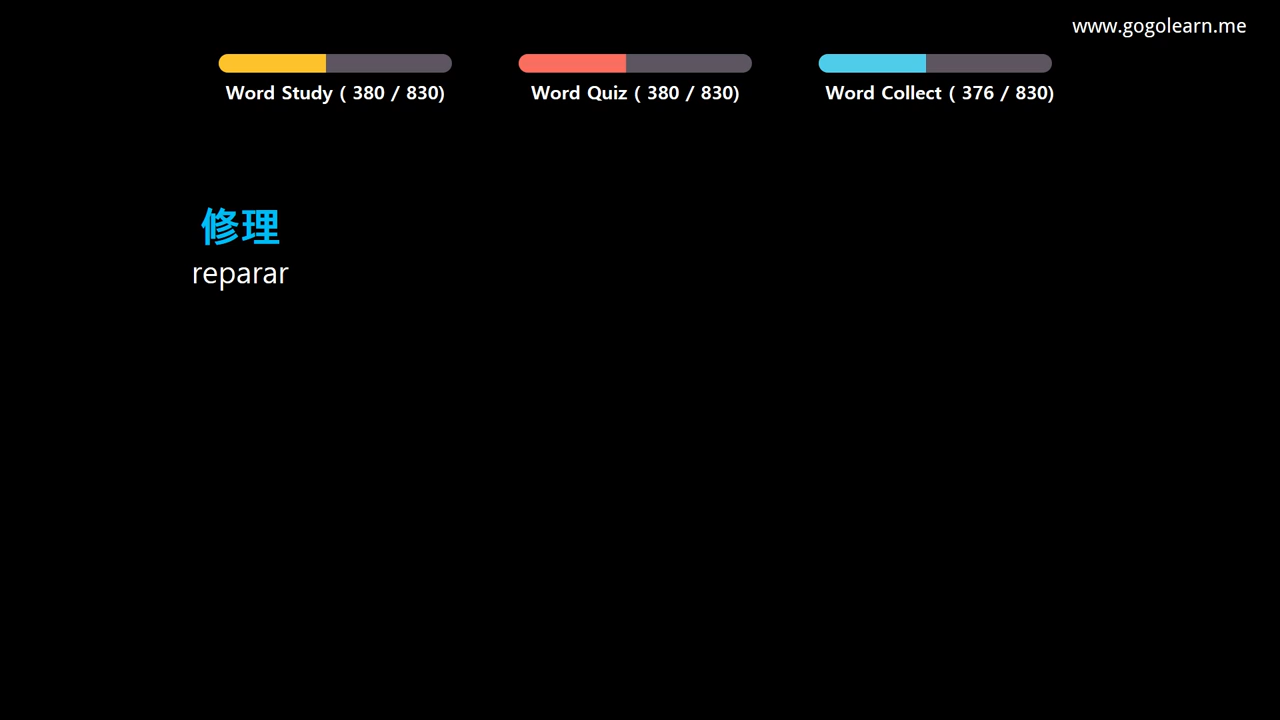 www.gogolearn.me
Word Study ( 380 / 830)
Word Quiz ( 380 / 830)
Word Collect ( 376 / 830)
修理
reparar